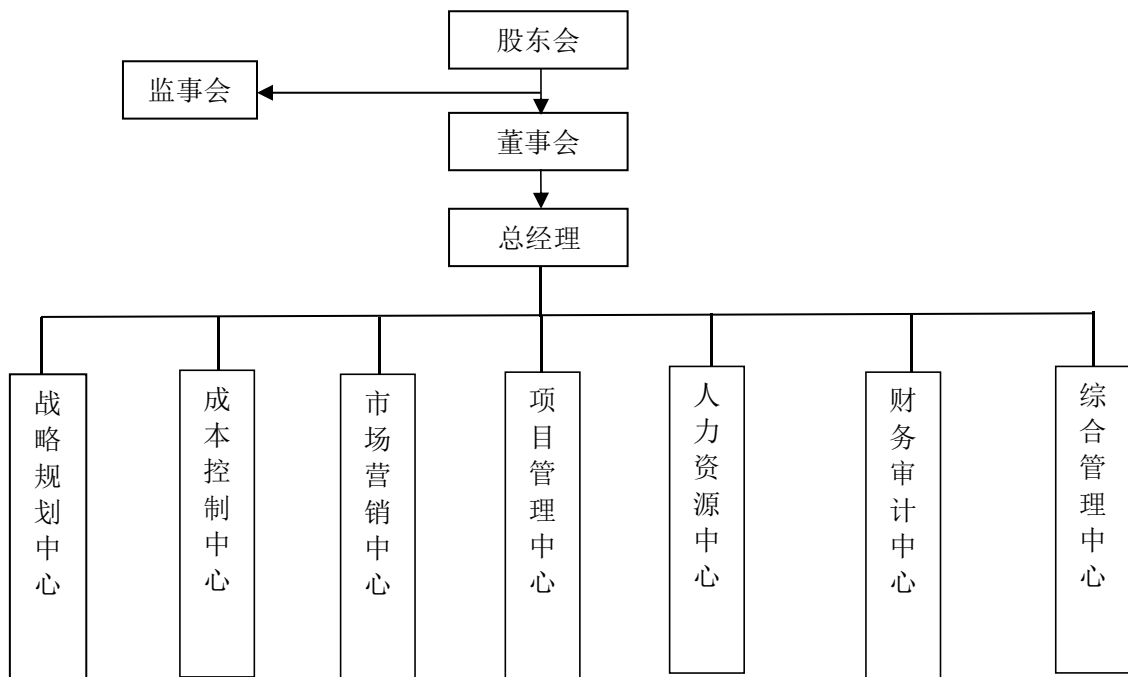 股东会
监事会
董事会
总经理
战略规划中心
成本控制中心
市场营销中心
项目管理中心
人力资源中心
财务审计中心
综合管理中心